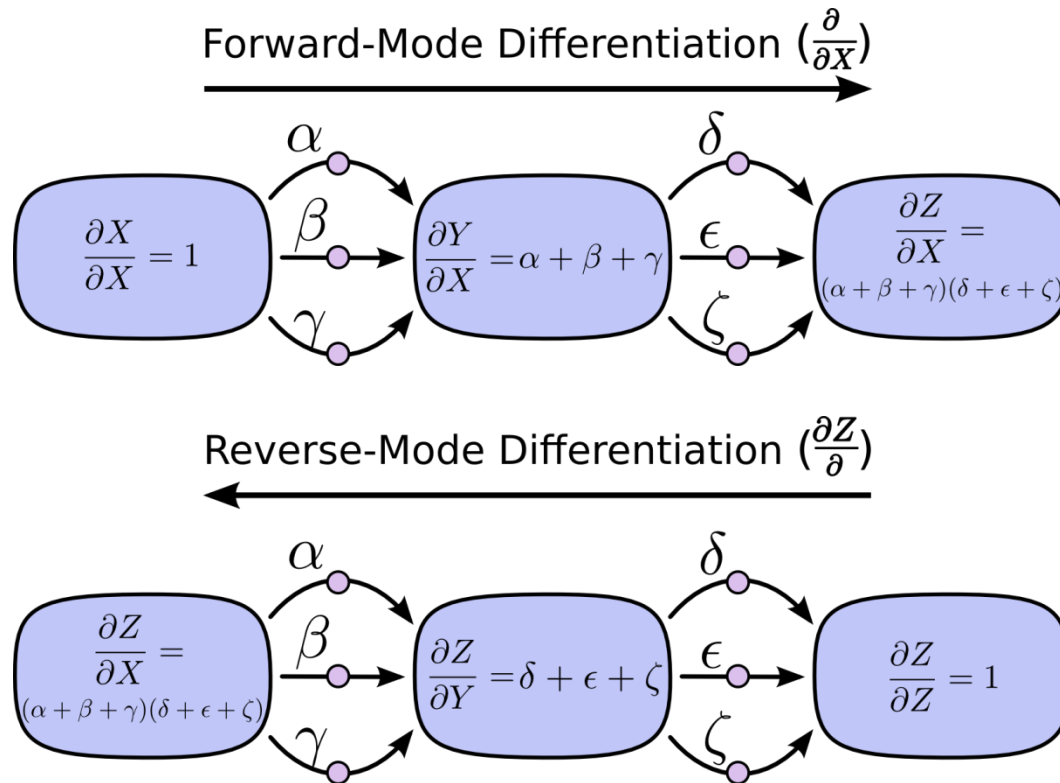 Forward-Mode Differentiation (∂/∂X)
α
δ
β
ϵ
γ
ζ
∂X/∂X = 1
∂Y/∂X = α + β + γ
∂Z/∂X =
(α + β + γ)(δ + ϵ + ζ)
Reverse-Mode Differentiation (∂Z/∂)
α
δ
β
ϵ
γ
ζ
∂Z/∂X =
(α + β + γ)(δ + ϵ + ζ)
∂Z/∂Y = δ + ϵ + ζ
∂Z/∂Z = 1